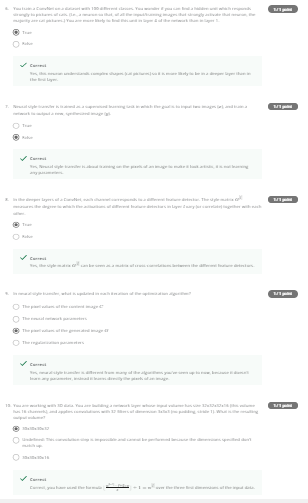 6. You train a ConvNet on a dataset with 100 different classes. You wonder if you can find a hidden unit which responds
strongly to pictures of cats. (i.e., a neuron so that, of all the input/training images that strongly activate that neuron, the
majority are cat pictures.) You are more likely to find this unit in layer 4 of the network than in layer 1.
1 / 1 point
True
False
Correct
Yes, this neuron understands complex shapes (cat pictures) so it is more likely to be in a deeper layer than in
the first layer.
7. Neural style transfer is trained as a supervised learning task in which the goal is to input two images (x), and train a
network to output a new, synthesized image (y).
1 / 1 point
True
False
Correct
Yes, Neural style transfer is about training on the pixels of an image to make it look artistic, it is not learning
any parameters.
8. In the deeper layers of a ConvNet, each channel corresponds to a different feature detector. The style matrix G[l]
measures the degree to which the activations of different feature detectors in layer l vary (or correlate) together with each
other.
1 / 1 point
True
False
Correct
Yes, the style matrix G[l] can be seen as a matrix of cross-correlations between the different feature detectors.
9. In neural style transfer, what is updated in each iteration of the optimization algorithm?
1 / 1 point
The pixel values of the content image C
The neural network parameters
The pixel values of the generated image G
The regularization parameters
Correct
Yes, neural style transfer is different from many of the algorithms you've seen up to now, because it doesn't
learn any parameters, instead it learns directly the pixels of an image.
10. You are working with 3D data. You are building a network layer whose input volume has size 32x32x32x16 (this volume
has 16 channels), and applies convolutions with 32 filters of dimension 3x3x3 (no padding, stride 1). What is the resulting
output volume?
1 / 1 point
30x30x30x32
Undefined: This convolution step is impossible and cannot be performed because the dimensions specified don't
match up.
30x30x30x16
Correct
Correct, you have used the formula over the three first dimensions of the input data.